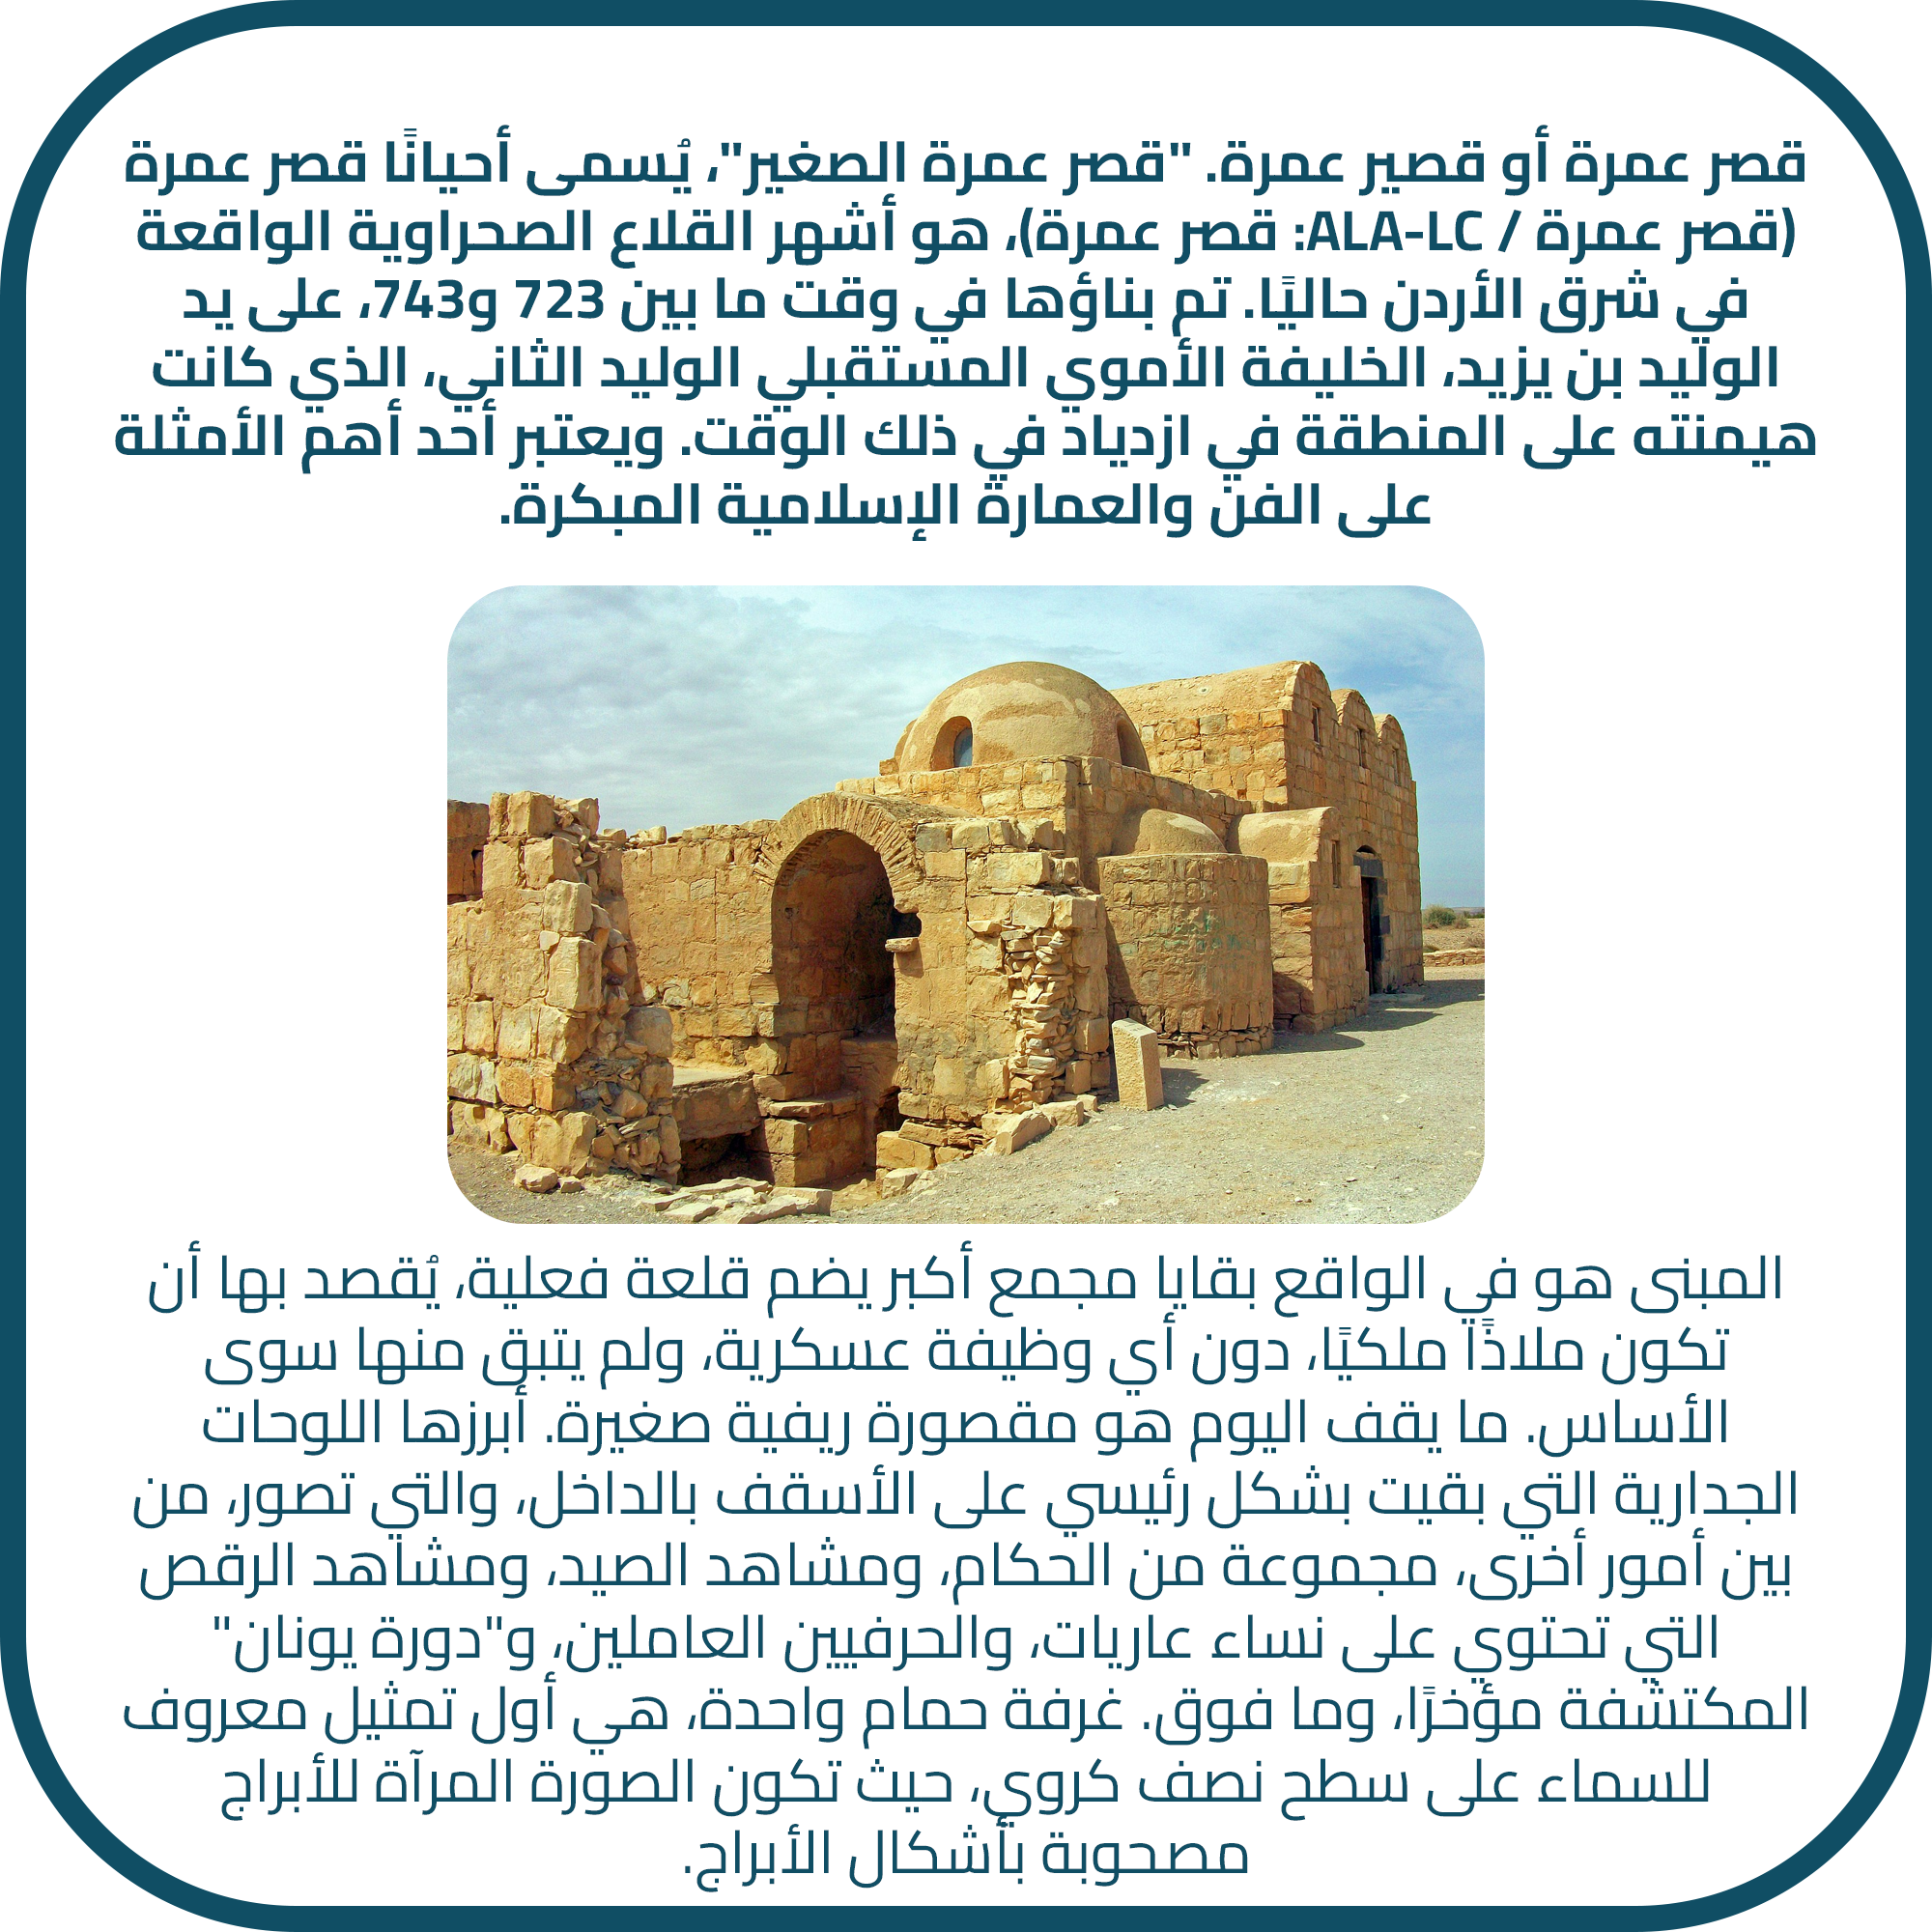 قصر عمرة أو قصير عمرة. "قصر عمرة الصغير"، يُسمى أحيانًا قصر عمرة
(قصر عمرة / ALA-LC: قصر عمرة)، هو أشهر القلاع الصحراوية الواقعة
في شرق الأردن حاليًا. تم بناؤها في وقت ما بين 723 و743، على يد
الوليد بن يزيد، الخليفة الأموي المستقبلي الوليد الثاني، الذي كانت
هيمنته على المنطقة في ازدياد في ذلك الوقت. ويعتبر أحد أهم الأمثلة
على الفن والعمارة الإسلامية المبكرة.
المبنى هو في الواقع بقايا مجمع أكبر يضم قلعة فعلية، يُقصد بها أن
تكون ملاذًا ملكيًا، دون أي وظيفة عسكرية، ولم يتبق منها سوى
الأساس. ما يقف اليوم هو مقصورة ريفية صغيرة. أبرزها اللوحات
الجدارية التي بقيت بشكل رئيسي على الأسقف بالداخل، والتي تصور، من
بين أمور أخرى، مجموعة من الحكام، ومشاهد الصيد، ومشاهد الرقص
التي تحتوي على نساء عاريات، والحرفيين العاملين، و"دورة يونان"
المكتشفة مؤخرًا، وما فوق. غرفة حمام واحدة، هي أول تمثيل معروف
للسماء على سطح نصف كروي، حيث تكون الصورة المرآة للأبراج
مصحوبة بأشكال الأبراج.